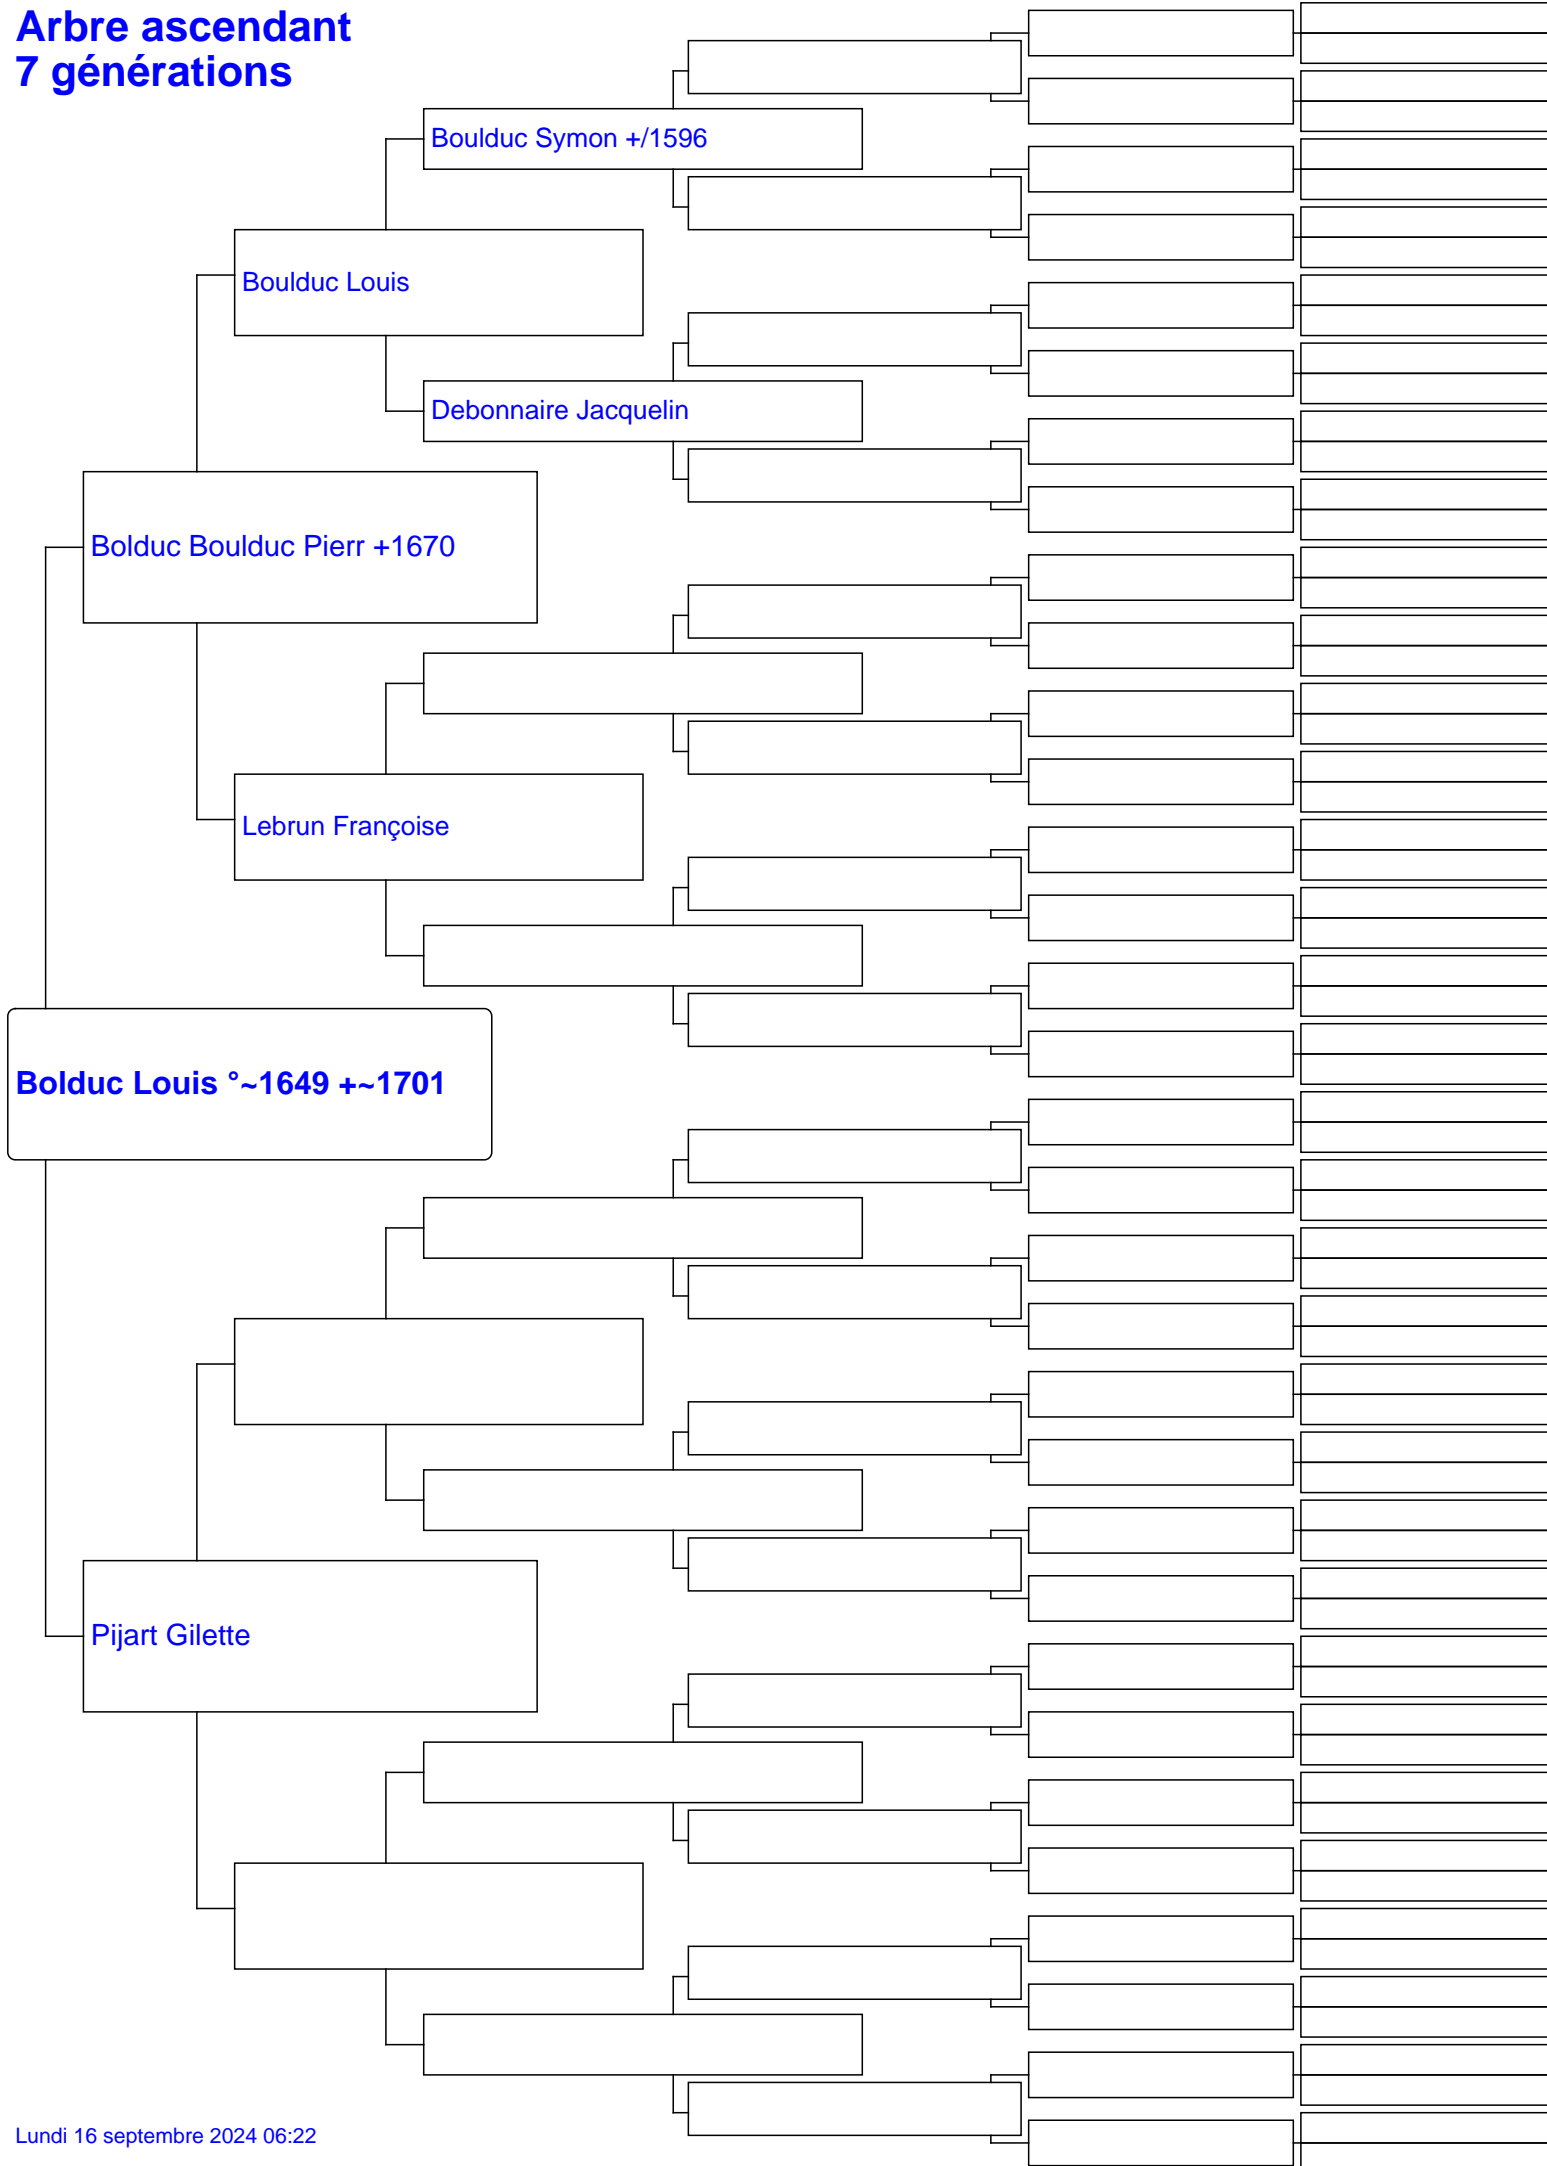 Arbre ascendant
7 générations
Boulduc Symon +/1596
Boulduc Louis
Debonnaire Jacquelin
Bolduc Boulduc Pierr +1670
Lebrun Françoise
Bolduc Louis °~1649 +~1701
Pijart Gilette
Lundi 16 septembre 2024 06:22